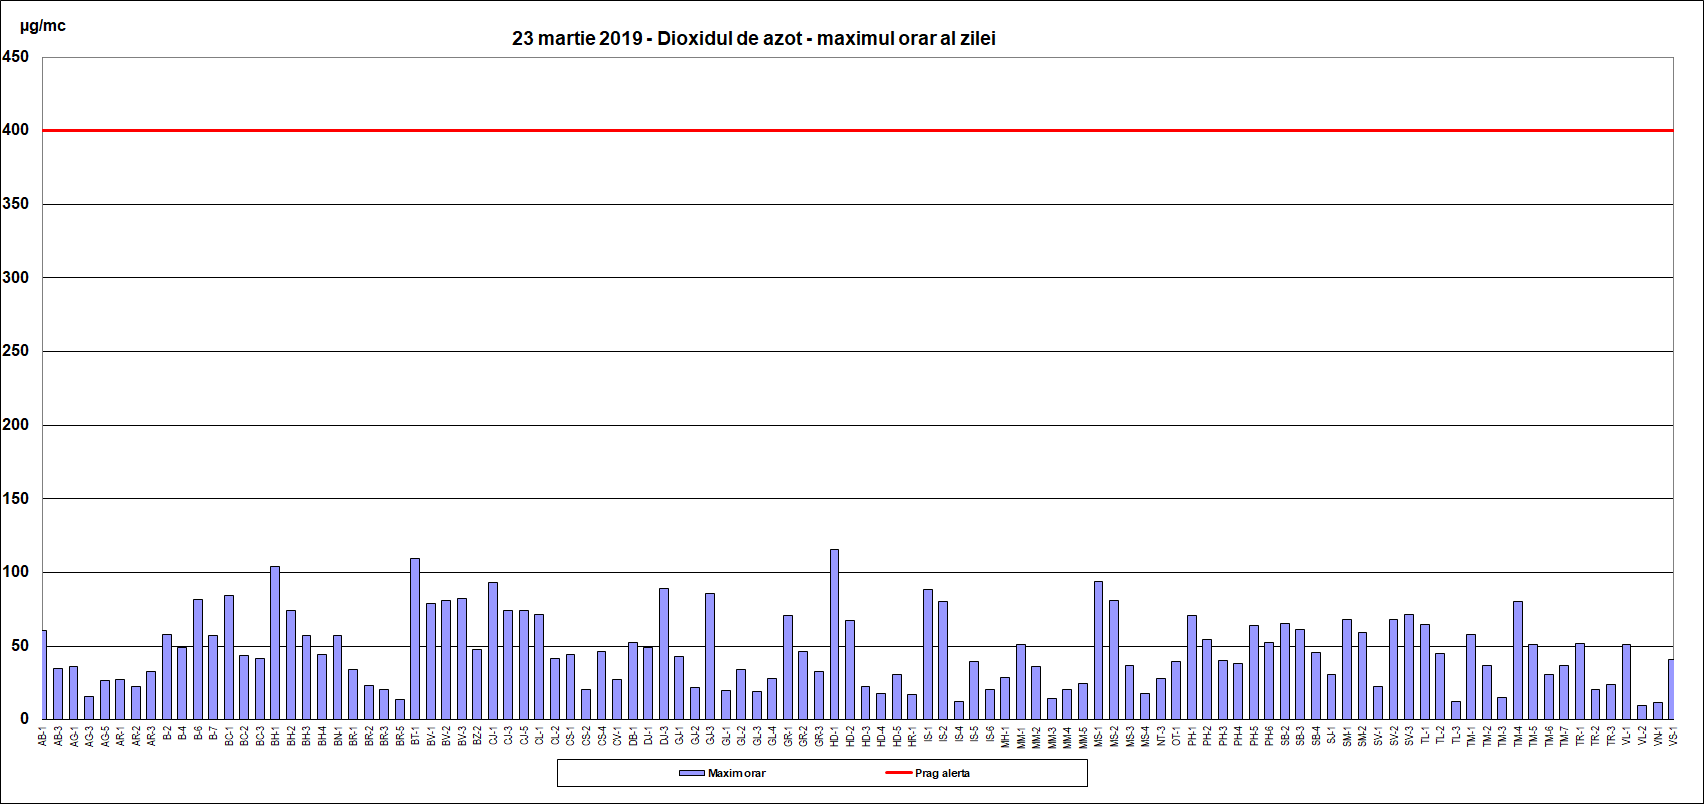 µg/mc
23 martie 2019 - Dioxidul de azot - maximul orar al zilei
450
400
350
300
250
200
150
100
50
0
AB-1 AB-3 AG-1 AG-3 AG-5 AR-1 AR-2 AR-3 B-2 B-4 B-6 B-7 BC-1 BC-2 BC-3 BH-1 BH-2 BH-3 BH-4 BN-1 BR-1 BR-2 BR-3 BR-5 BT-1 BV-1 BV-2 BV-3 BZ-2 CJ-1 CJ-3 CJ-5 CL-1 CL-2 CS-1 CS-2 CS-4 CV-1 DB-1 DJ-1 DJ-3 GJ-1 GJ-2 GJ-3 GL-1 GL-2 GL-3 GL-4 GR-1 GR-2 GR-3 HD-1 HD-2 HD-3 HD-4 HD-5 HR-1 IS-1 IS-2 IS-4 IS-5 IS-6 MH-1 MM-1 MM-2 MM-3 MM-4 MM-5 MS-1 MS-2 MS-3 MS-4 NT-3 OT-1 PH-1 PH-2 PH-3 PH-4 PH-5 PH-6 SB-2 SB-3 SB-4 SJ-1 SM-1 SM-2 SV-1 SV-2 SV-3 TL-1 TL-2 TL-3 TM-1 TM-2 TM-3 TM-4 TM-5 TM-6 TM-7 TR-1 TR-2 TR-3 VL-1 VL-2 VN-1 VS-1
Maxim orar Prag alerta